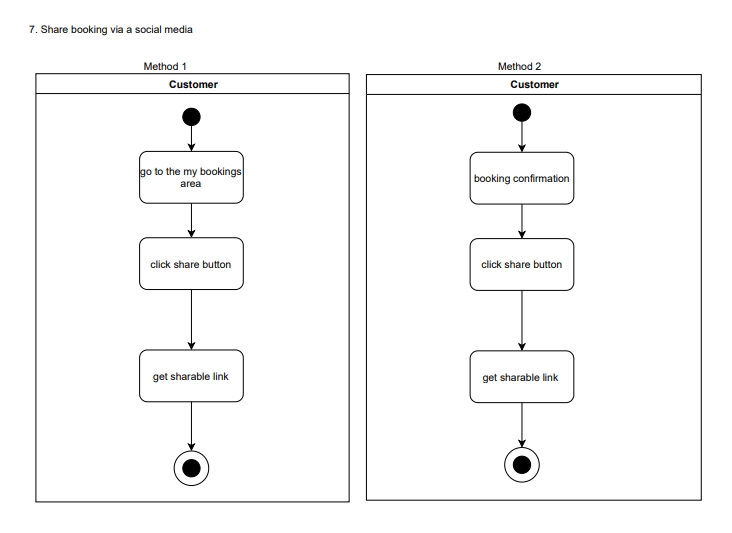 7. Share booking via a social media
Method 1
Customer
go to the my bookings
area
click share button
get sharable link
Method 2
Customer
booking confirmation
click share button
get sharable link